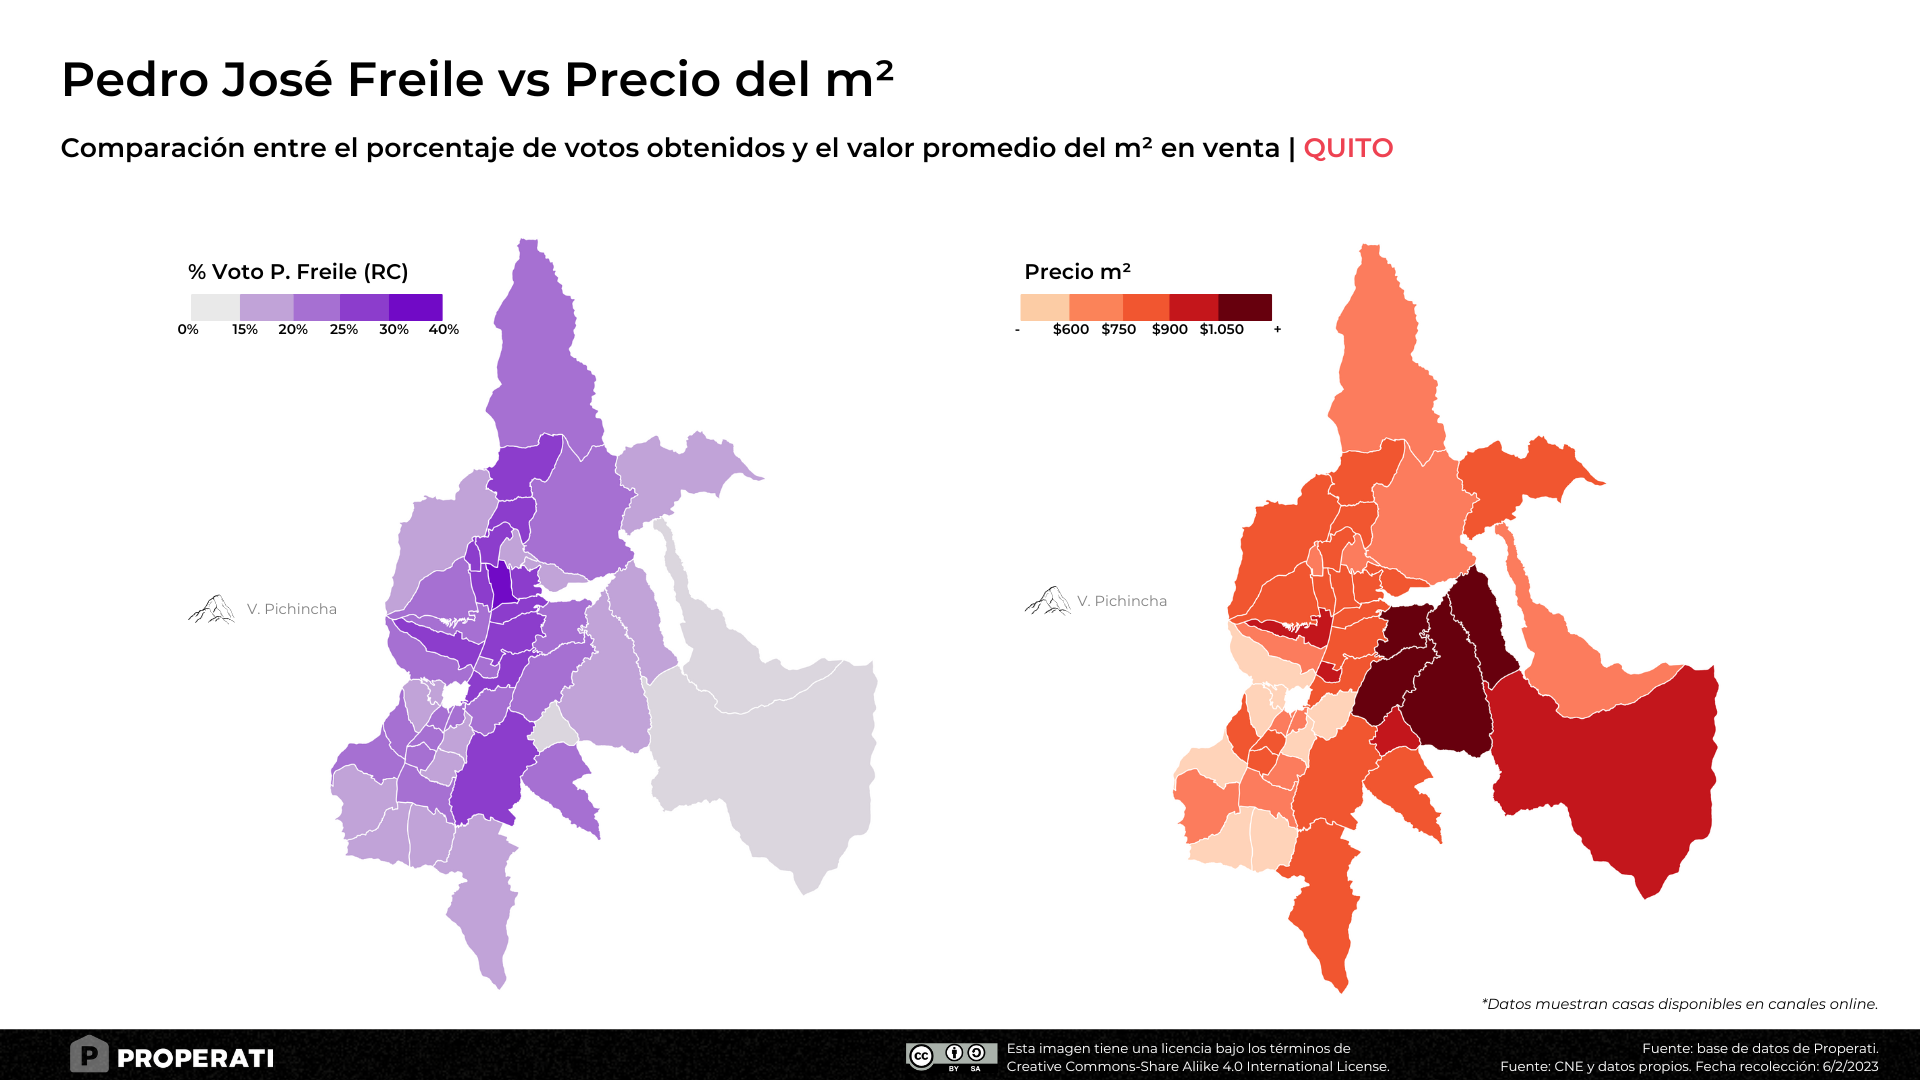 Pedro José Freile vs Precio del m²
Comparación entre el porcentaje de votos obtenidos y el valor promedio del m² en venta | QUITO
% Voto P. Freile (RC)
0% 15% 20% 25% 30% 40%
V. Pichincha
Precio m²
- $600 $750 $900 $1.050 +
V. Pichincha
*Datos muestran casas disponibles en canales online.
P PROPERATI
cc BY SA
Esta imagen tiene una licencia bajo los términos de
Creative Commons-Share Aliike 4.0 International License.
Fuente: base de datos de Properati.
Fuente: CNE y datos propios. Fecha recolección: 6/2/2023